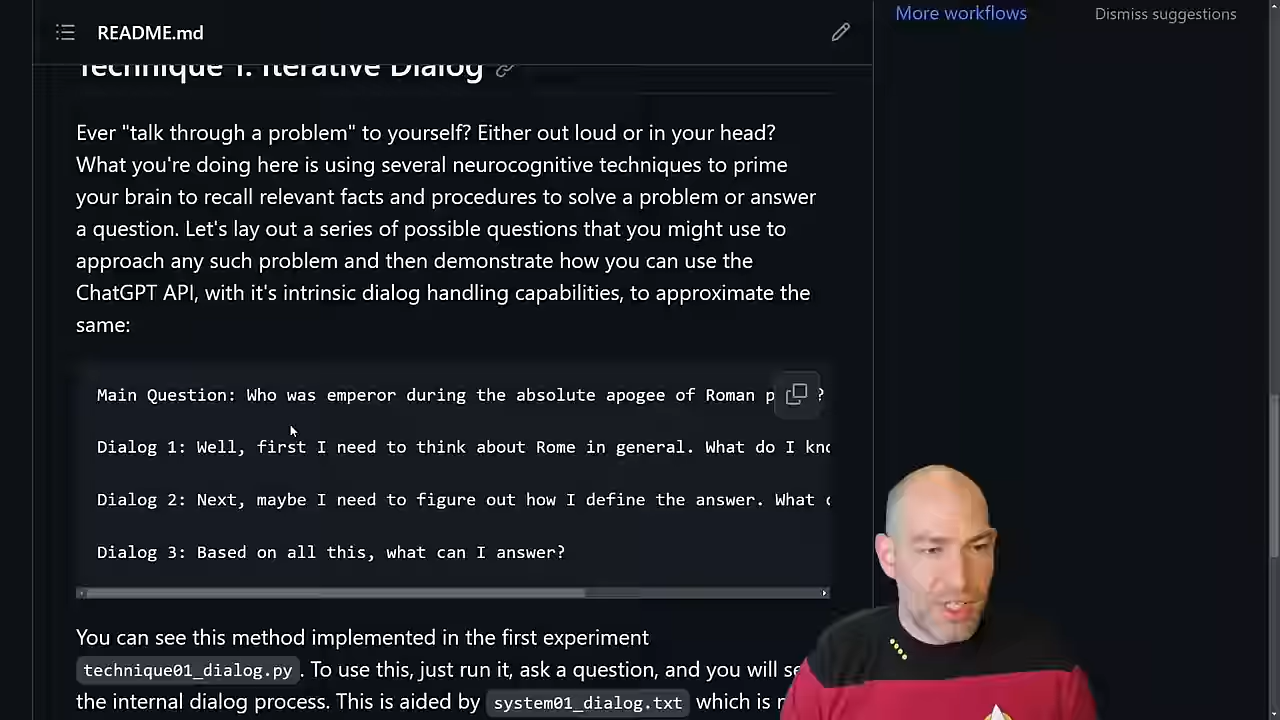 More workflows
Dismiss suggestions
README.md
Technique 1: Iterative Dialog
Ever "talk through a problem" to yourself? Either out loud or in your head?
What you're doing here is using several neurocognitive techniques to prime
your brain to recall relevant facts and procedures to solve a problem or answer
a question. Let's lay out a series of possible questions that you might use to
approach any such problem and then demonstrate how you can use the
ChatGPT API, with it's intrinsic dialog handling capabilities, to approximate the
same:
Main Question: Who was emperor during the absolute apogee of Roman p ?
Dialog 1: Well, first I need to think about Rome in general. What do I kno
Dialog 2: Next, maybe I need to figure out how I define the answer. What
Dialog 3: Based on all this, what can I answer?
You can see this method implemented in the first experiment
technique01_dialog.py . To use this, just run it, ask a question, and you will se
the internal dialog process. This is aided by system01_dialog.txt which is